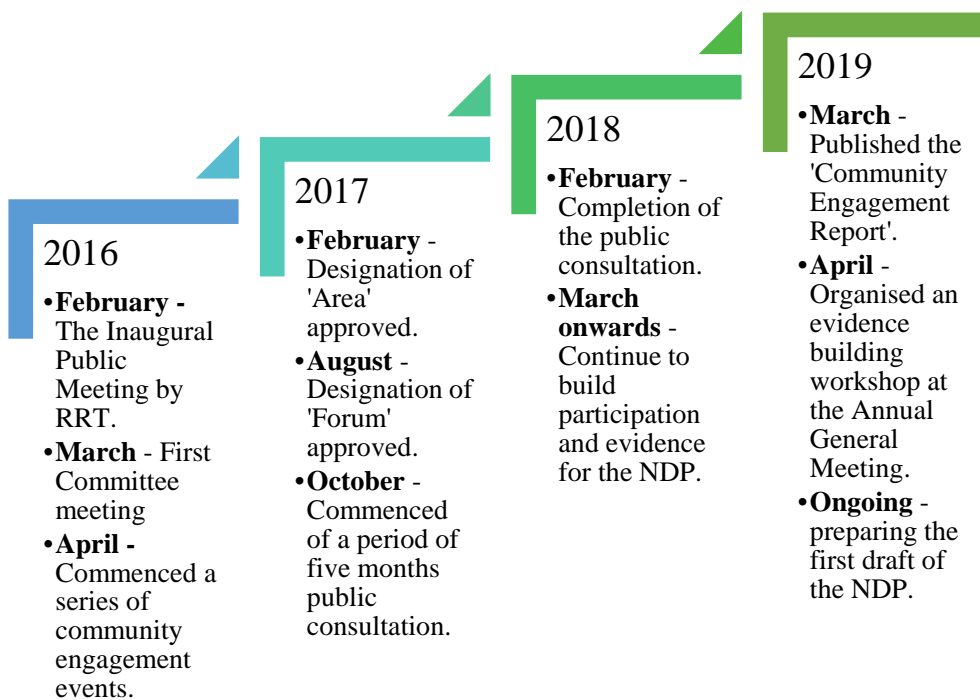 2016
•February -
The Inaugural
Public
Meeting by
RRT.
•March - First
Committee
meeting
•April -
Commenced a
series of
community
engagement
events.
2017
•February -
Designation of
'Area'
approved.
•August -
Designation of
'Forum'
approved.
•October -
Commenced
of a period of
five months
public
consultation.
2018
•February -
Completion of
the public
consultation.
•March
onwards -
Continue to
build
participation
and evidence
for the NDP.
2019
•March -
Published the
'Community
Engagement
Report'.
•April -
Organised an
evidence
building
workshop at
the Annual
General
Meeting.
•Ongoing -
preparing the
first draft of
the NDP.